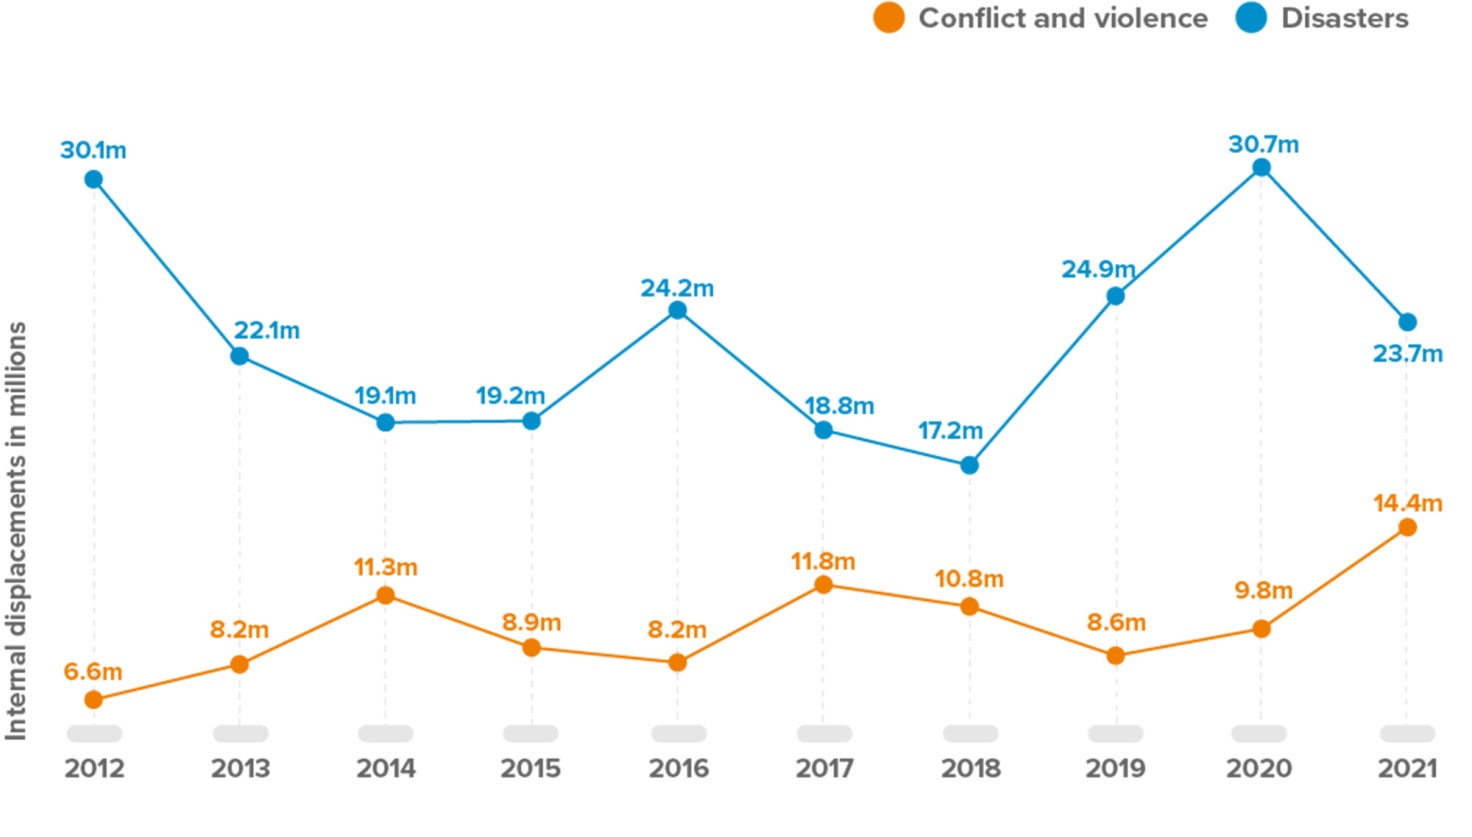 Conflict and violence Disasters
30.1m
30.7m
24.9m
24.2m
22.1m
23.7m
19.1m
19.2m
18.8m
17.2m
14.4m
11.3m
11.8m
10.8m
9.8m
8.2m
8.9m
8.2m
8.6m
6.6m
Internal displacements in millions
2012 2013 2014 2015 2016 2017 2018 2019 2020 2021